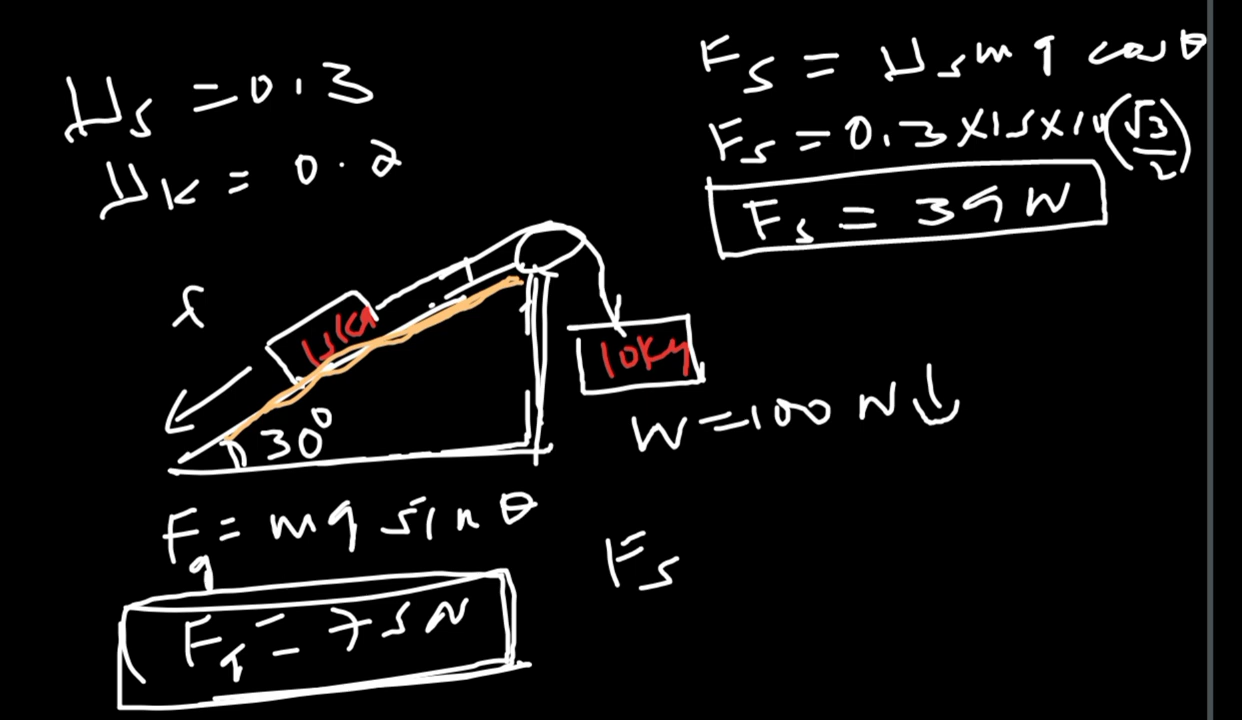 μs = 0.3
μk = 0.2
Fs = μs m g cos θ
Fs = 0.3 × 15 × 10 (√3/2)
Fs = 39 N
15kg
10kg
30°
W = 100 N ↓
Fg = mg sin θ
Fg = 75 N
Fs